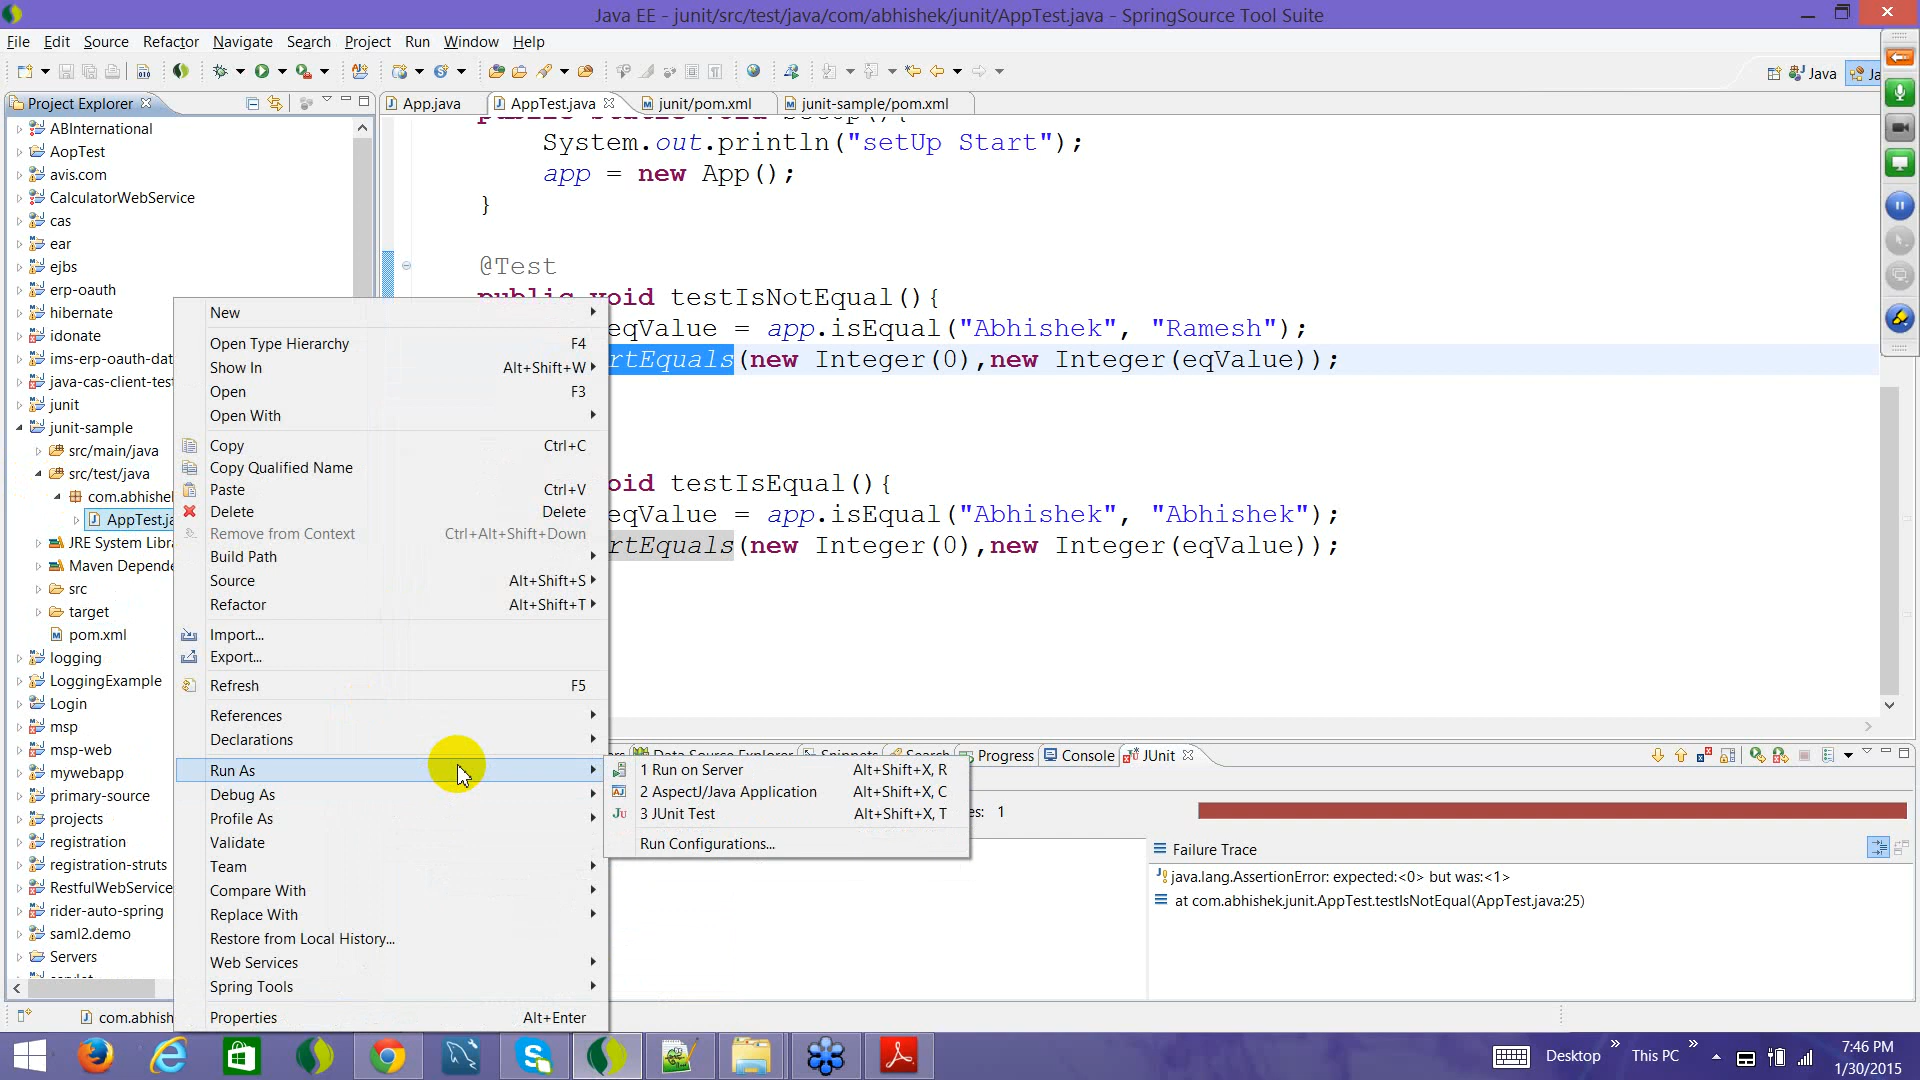 Java EE - junit/src/test/java/com/abhishek/junit/AppTest.java - SpringSource Tool Suite
File Edit Source Refactor Navigate Search Project Run Window Help
Java
Ja
Project Explorer
App.java
AppTest.java
junit/pom.xml
junit-sample/pom.xml
ABInternational
AopTest
avis.com
CalculatorWebService
cas
ear
ejbs
erp-oauth
hibernate
idonate
ims-erp-oauth-dat
java-cas-client-test
junit
junit-sample
src/main/java
src/test/java
com.abhishe
AppTest.ja
JRE System Libra
Maven Depende
src
target
pom.xml
logging
LoggingExample
Login
msp
msp-web
mywebapp
primary-source
projects
registration
registration-struts
RestfulWebService
rider-auto-spring
saml2.demo
Servers
System.out.println("setUp Start");
app = new App();
}
@Test
public void testIsNotEqual(){
eqValue = app.isEqual("Abhishek", "Ramesh");
rtEquals(new Integer(0),new Integer(eqValue));
oid testIsEqual(){
eqValue = app.isEqual("Abhishek", "Abhishek");
rtEquals(new Integer(0),new Integer(eqValue));
New
Open Type Hierarchy F4
Show In Alt+Shift+W
Open F3
Open With
Copy Ctrl+C
Copy Qualified Name
Paste Ctrl+V
Delete Delete
Remove from Context Ctrl+Alt+Shift+Down
Build Path
Source Alt+Shift+S
Refactor Alt+Shift+T
Import...
Export...
Refresh F5
References
Declarations
Run As
Debug As
Profile As
Validate
Team
Compare With
Replace With
Restore from Local History...
Web Services
Spring Tools
Properties Alt+Enter
1 Run on Server Alt+Shift+X, R
2 AspectJ/Java Application Alt+Shift+X, C
3 JUnit Test Alt+Shift+X, T
Run Configurations...
Data Source Explorer
Snippets
Search
Progress
Console
JUnit
es: 1
Failure Trace
java.lang.AssertionError: expected:<0> but was:<1>
at com.abhishek.junit.AppTest.testIsNotEqual(AppTest.java:25)
com.abhish
Desktop
This PC
7:46 PM
1/30/2015